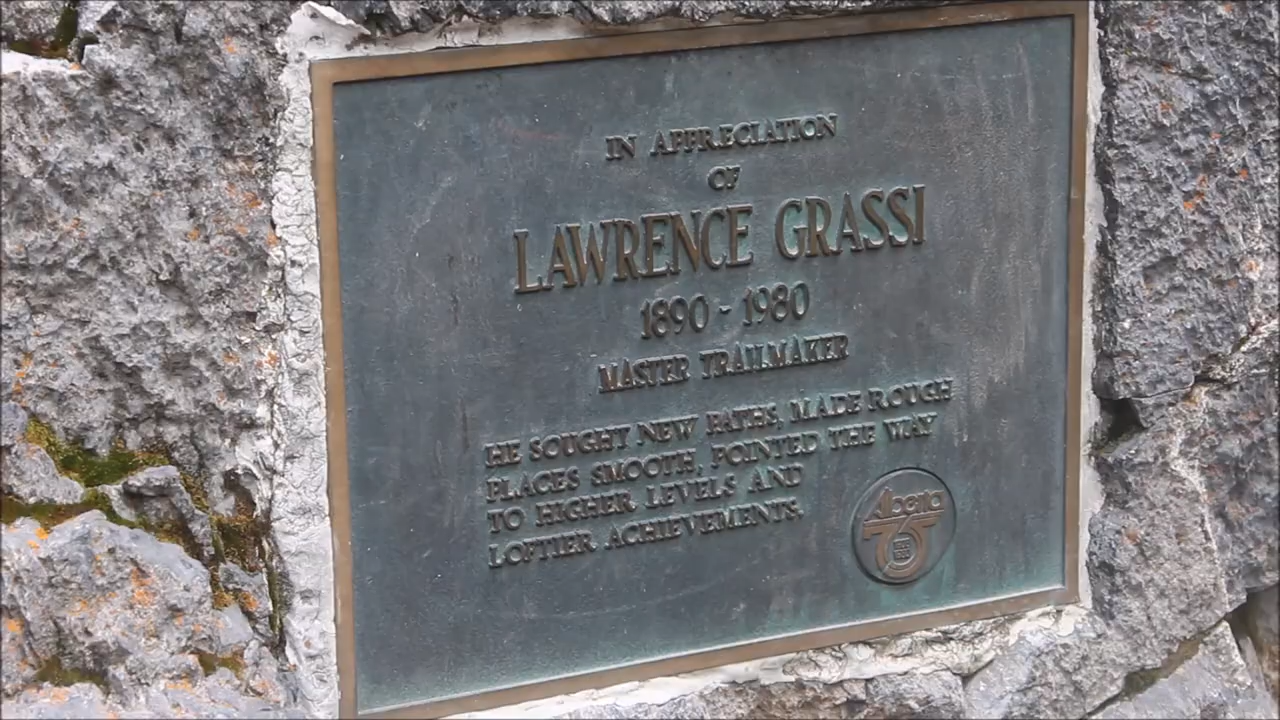 IN APPRECIATION
OF
LAWRENCE GRASSI
1890 - 1980
MASTER TRAILMAKER
HE SOUGHT NEW PATHS, MADE ROUGH
PLACES SMOOTH, POINTED THE WAY
TO HIGHER LEVELS AND
LOFTIER ACHIEVEMENTS.
Alberta
75